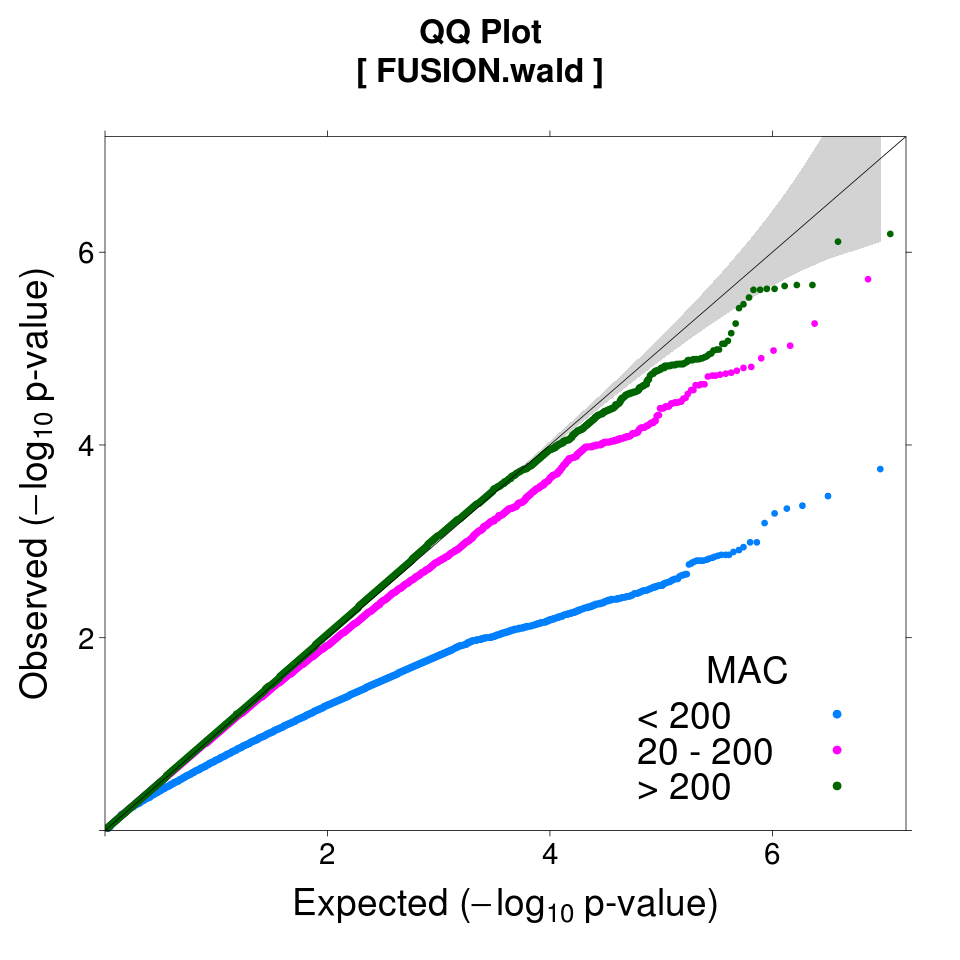 QQ Plot
[ FUSION.wald ]
Observed (−log10 p-value)
6
4
2
MAC
< 200
20 - 200
> 200
2 4 6
Expected (−log10 p-value)